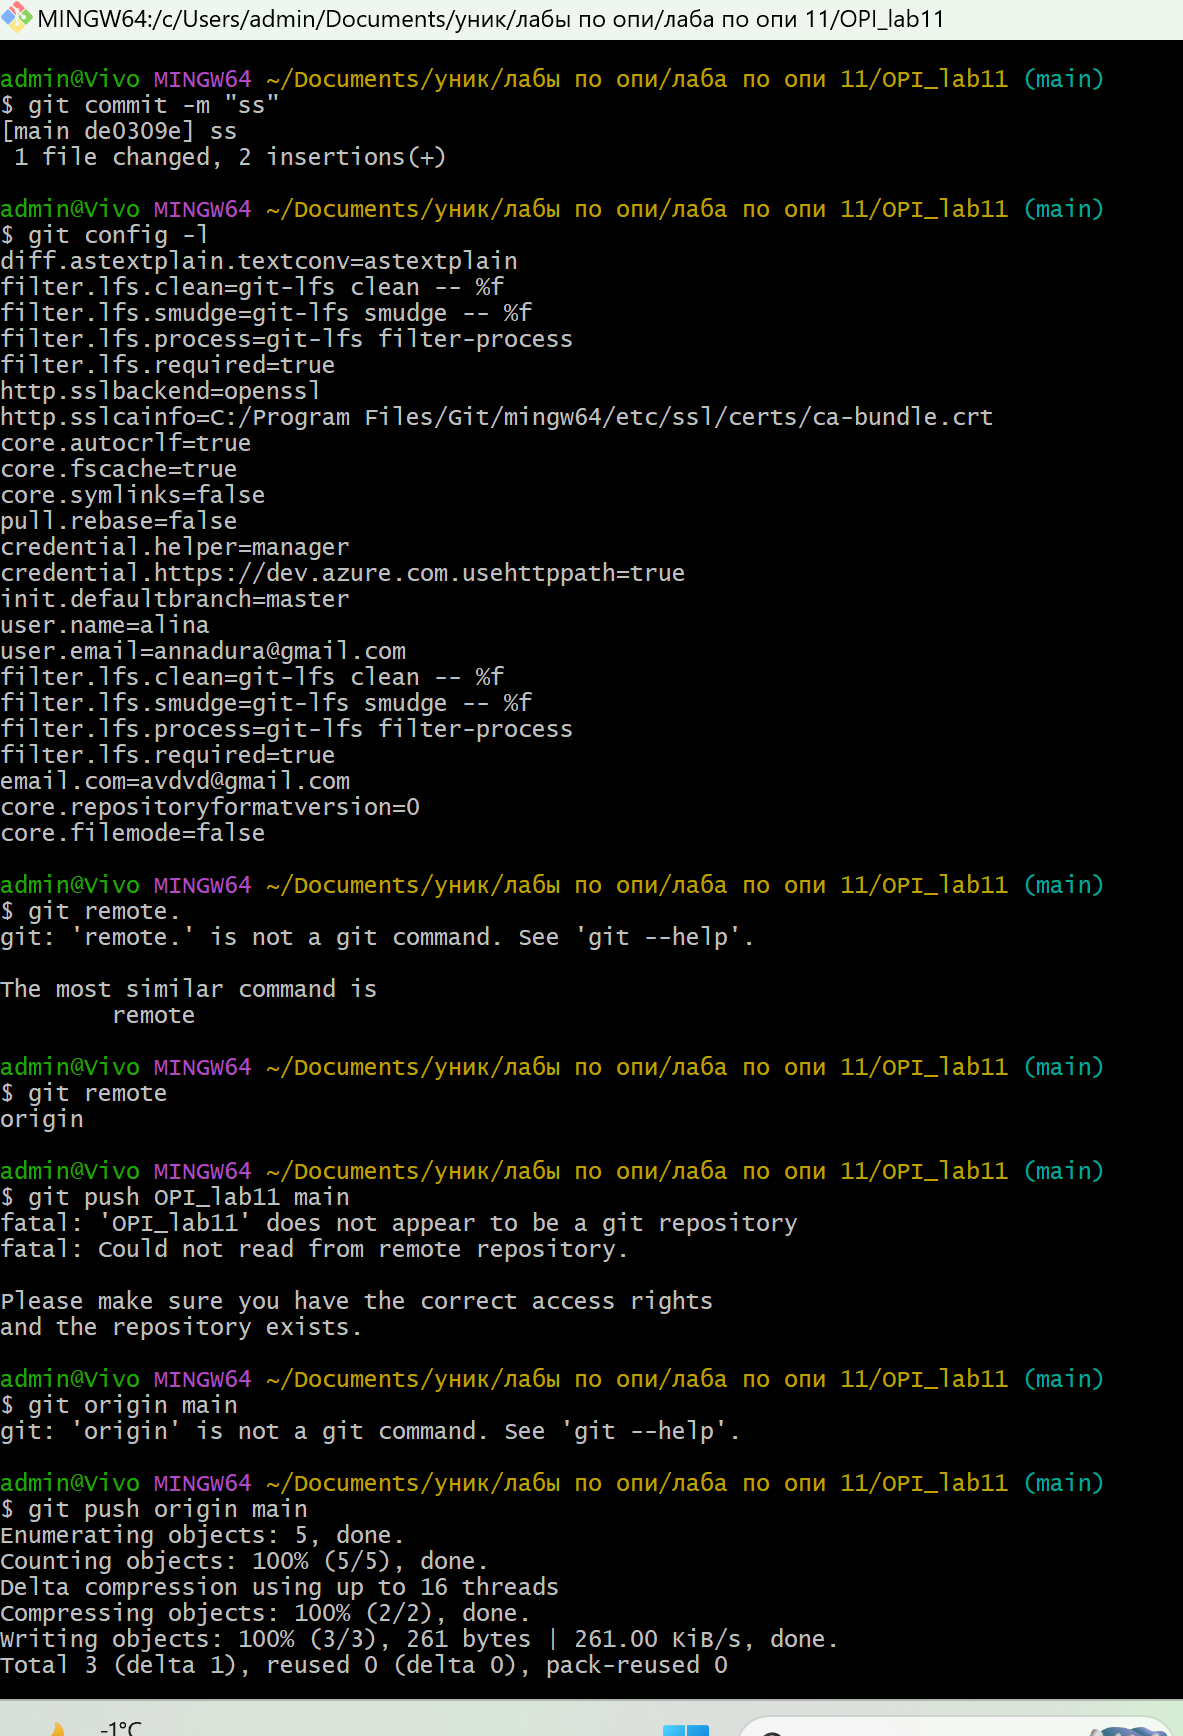 MINGW64:/c/Users/admin/Documents/уник/лабы по опи/лаба по опи 11/OPI_lab11
admin@Vivo MINGW64 ~/Documents/уник/лабы по опи/лаба по опи 11/OPI_lab11 (main)
$ git commit -m "ss"
[main de0309e] ss
 1 file changed, 2 insertions(+)
admin@Vivo MINGW64 ~/Documents/уник/лабы по опи/лаба по опи 11/OPI_lab11 (main)
$ git config -l
diff.astextplain.textconv=astextplain
filter.lfs.clean=git-lfs clean -- %f
filter.lfs.smudge=git-lfs smudge -- %f
filter.lfs.process=git-lfs filter-process
filter.lfs.required=true
http.sslbackend=openssl
http.sslcainfo=C:/Program Files/Git/mingw64/etc/ssl/certs/ca-bundle.crt
core.autocrlf=true
core.fscache=true
core.symlinks=false
pull.rebase=false
credential.helper=manager
credential.https://dev.azure.com.usehttppath=true
init.defaultbranch=master
user.name=alina
user.email=annadura@gmail.com
filter.lfs.clean=git-lfs clean -- %f
filter.lfs.smudge=git-lfs smudge -- %f
filter.lfs.process=git-lfs filter-process
filter.lfs.required=true
email.com=avdvd@gmail.com
core.repositoryformatversion=0
core.filemode=false
admin@Vivo MINGW64 ~/Documents/уник/лабы по опи/лаба по опи 11/OPI_lab11 (main)
$ git remote.
git: 'remote.' is not a git command. See 'git --help'.
The most similar command is
        remote
admin@Vivo MINGW64 ~/Documents/уник/лабы по опи/лаба по опи 11/OPI_lab11 (main)
$ git remote
origin
admin@Vivo MINGW64 ~/Documents/уник/лабы по опи/лаба по опи 11/OPI_lab11 (main)
$ git push OPI_lab11 main
fatal: 'OPI_lab11' does not appear to be a git repository
fatal: Could not read from remote repository.
Please make sure you have the correct access rights
and the repository exists.
admin@Vivo MINGW64 ~/Documents/уник/лабы по опи/лаба по опи 11/OPI_lab11 (main)
$ git origin main
git: 'origin' is not a git command. See 'git --help'.
admin@Vivo MINGW64 ~/Documents/уник/лабы по опи/лаба по опи 11/OPI_lab11 (main)
$ git push origin main
Enumerating objects: 5, done.
Counting objects: 100% (5/5), done.
Delta compression using up to 16 threads
Compressing objects: 100% (2/2), done.
Writing objects: 100% (3/3), 261 bytes | 261.00 KiB/s, done.
Total 3 (delta 1), reused 0 (delta 0), pack-reused 0
-1°C